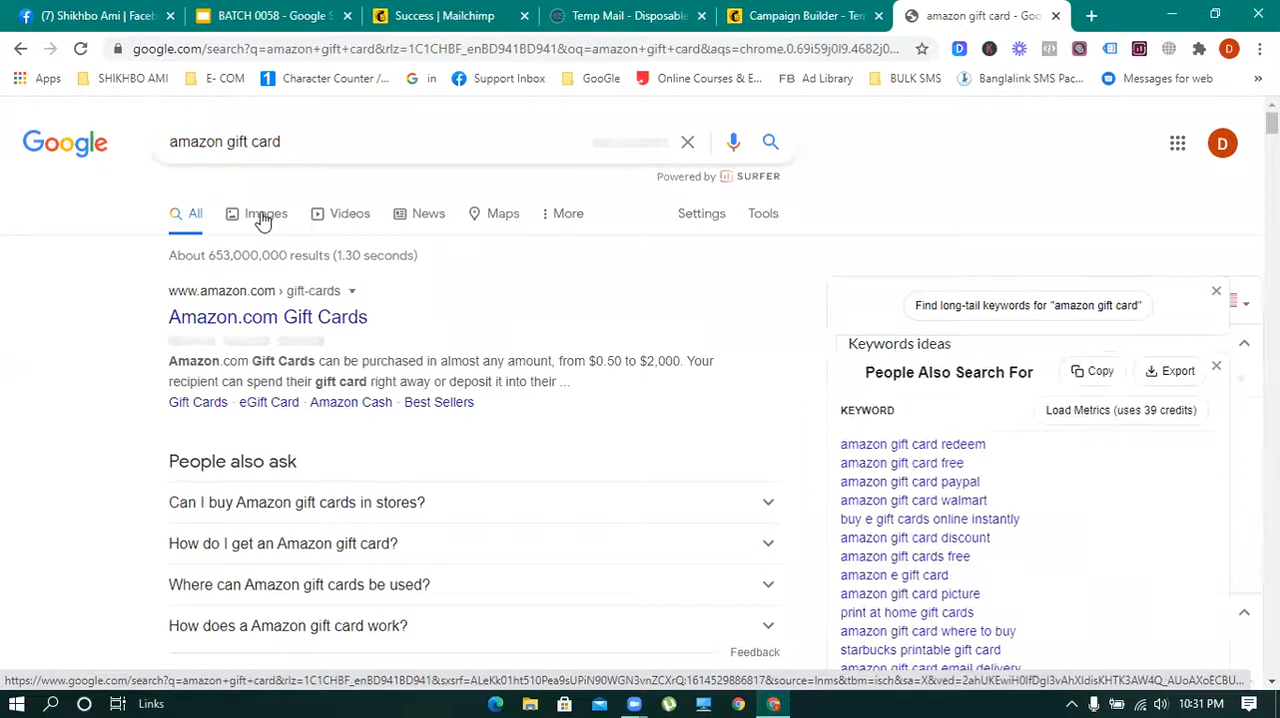 (7) Shikhbo Ami | Faceb
BATCH 0058 - Google S
Success | Mailchimp
Temp Mail - Disposable
Campaign Builder - Tem
amazon gift card - Goo
google.com/search?q=amazon+gift+card&rlz=1C1CHBF_enBD941BD941&oq=amazon+gift+card&aqs=chrome.0.69i59j0l9.4682j0...
D
Apps
SHIKHBO AMI
E- COM
Character Counter /...
in
Support Inbox
GooGle
Online Courses & E...
FB Ad Library
BULK SMS
Banglalink SMS Pac...
Messages for web
»
Google
amazon gift card
D
Powered by SURFER
All
Images
Videos
News
Maps
More
Settings
Tools
About 653,000,000 results (1.30 seconds)
www.amazon.com › gift-cards
Amazon.com Gift Cards
Amazon.com Gift Cards can be purchased in almost any amount, from $0.50 to $2,000. Your
recipient can spend their gift card right away or deposit it into their ...
Gift Cards · eGift Card · Amazon Cash · Best Sellers
People also ask
Can I buy Amazon gift cards in stores?
How do I get an Amazon gift card?
Where can Amazon gift cards be used?
How does a Amazon gift card work?
Feedback
Find long-tail keywords for "amazon gift card"
Keywords ideas
People Also Search For
Copy
Export
KEYWORD
Load Metrics (uses 39 credits)
amazon gift card redeem
amazon gift card free
amazon gift card paypal
amazon gift card walmart
buy e gift cards online instantly
amazon gift card discount
amazon gift cards free
amazon e gift card
amazon gift card picture
print at home gift cards
amazon gift card where to buy
starbucks printable gift card
amazon gift card email delivery
Links
10:31 PM